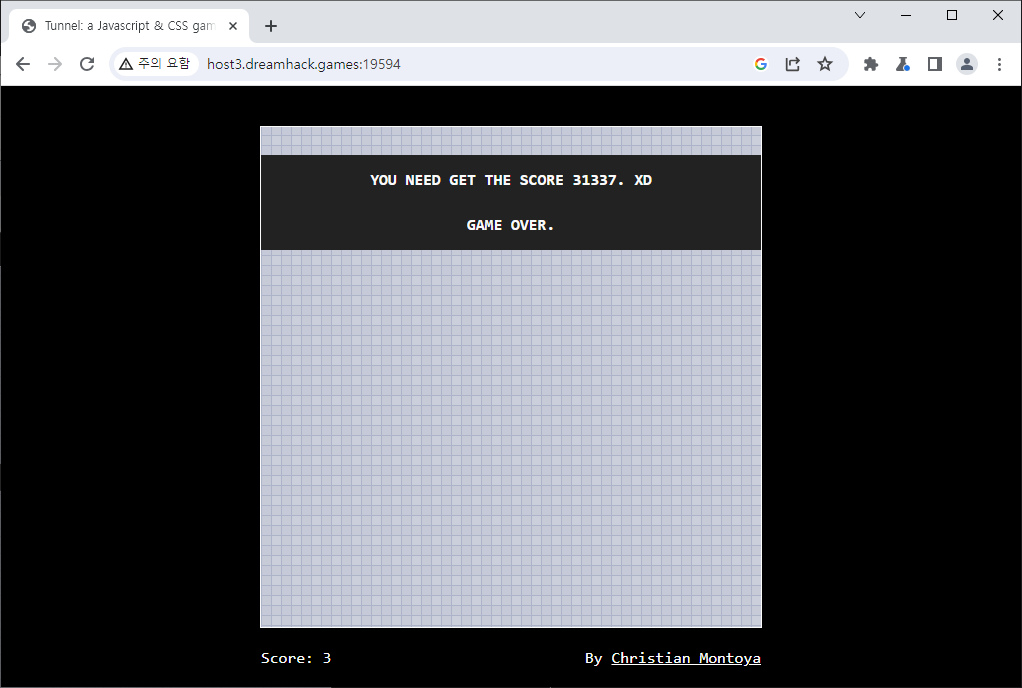 Tunnel: a Javascript & CSS gam
주의 요함
host3.dreamhack.games:19594
YOU NEED GET THE SCORE 31337. XD
GAME OVER.
Score: 3
By Christian Montoya